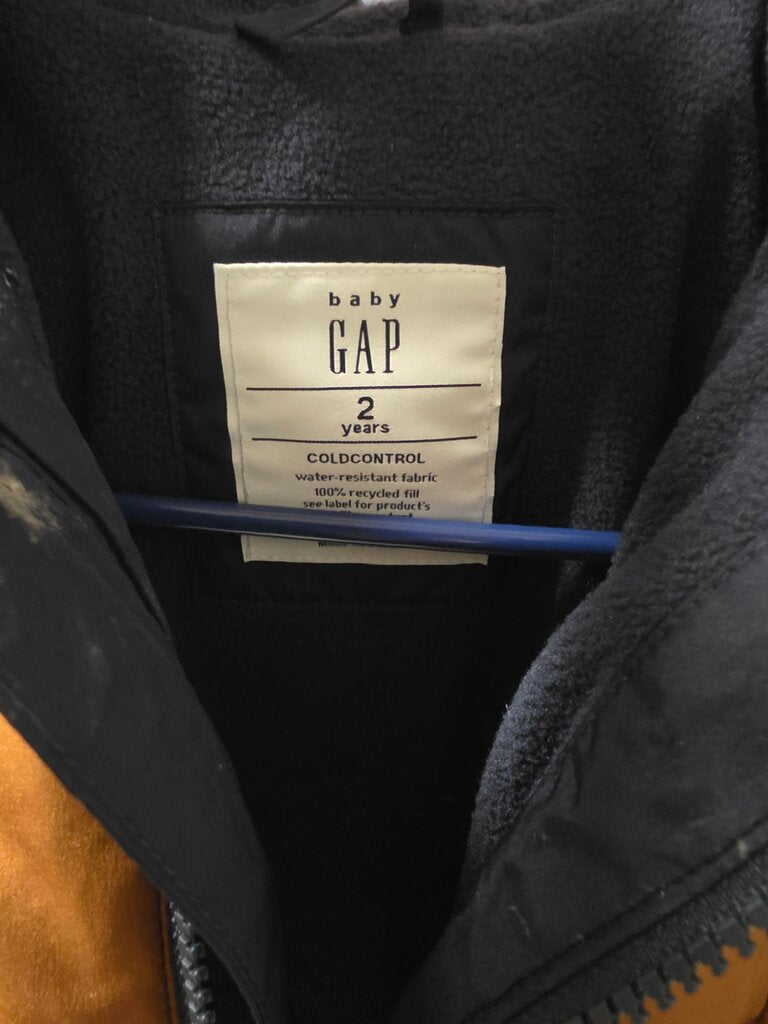 baby
GAP
2
years
COLDCONTROL
water-resistant fabric
100% recycled fill
see label for product's